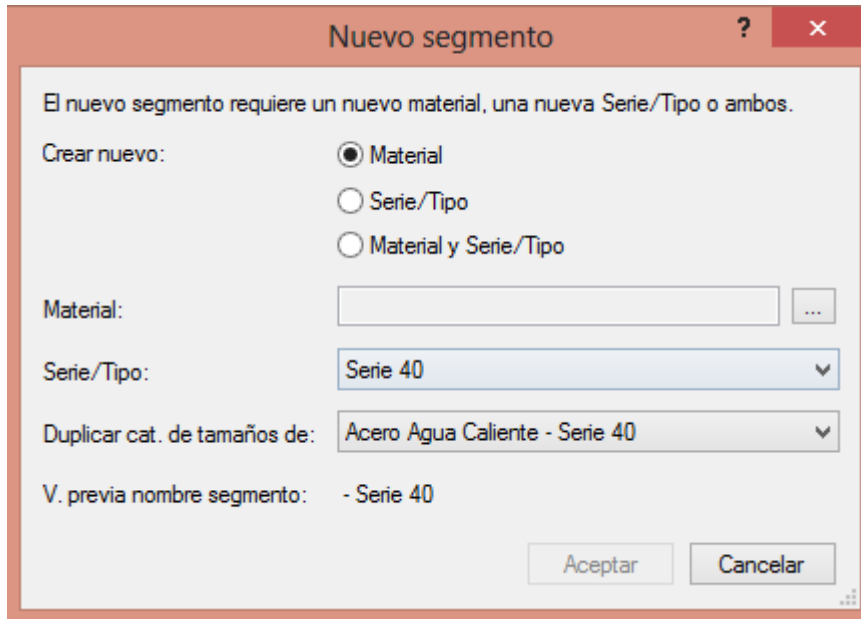 Nuevo segmento
?
×
El nuevo segmento requiere un nuevo material, una nueva Serie/Tipo o ambos.
Crear nuevo:
Material
Serie/Tipo
Material y Serie/Tipo
Material:
...
Serie/Tipo:
Serie 40
Duplicar cat. de tamaños de:
Acero Agua Caliente - Serie 40
V. previa nombre segmento:
- Serie 40
Aceptar
Cancelar